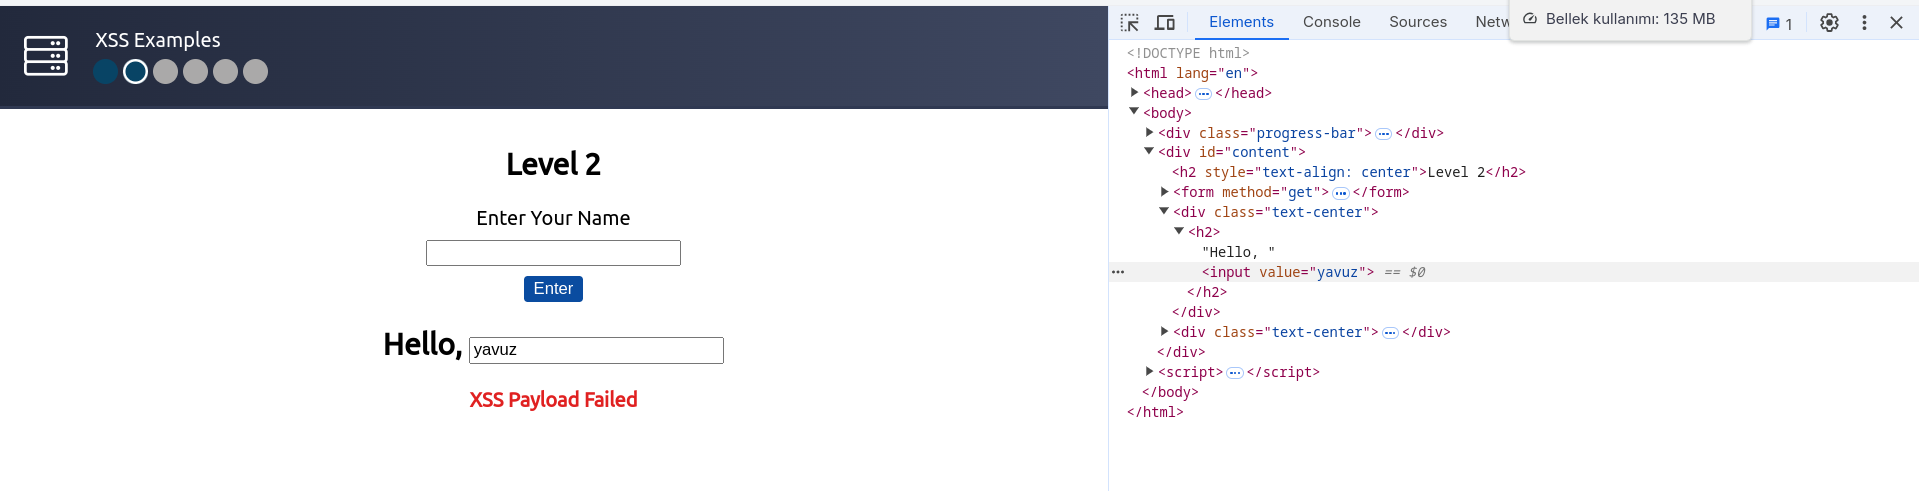 XSS Examples
Level 2
Enter Your Name
Enter
Hello, yavuz
XSS Payload Failed
Elements Console Sources Netw
Bellek kullanımı: 135 MB
1
<!DOCTYPE html>
<html lang="en">
<head> ⋯ </head>
<body>
<div class="progress-bar"> ⋯ </div>
<div id="content">
<h2 style="text-align: center">Level 2</h2>
<form method="get"> ⋯ </form>
<div class="text-center">
<h2>
"Hello, "
<input value="yavuz"> == $0
</h2>
</div>
<div class="text-center"> ⋯ </div>
</div>
<script> ⋯ </script>
</body>
</html>